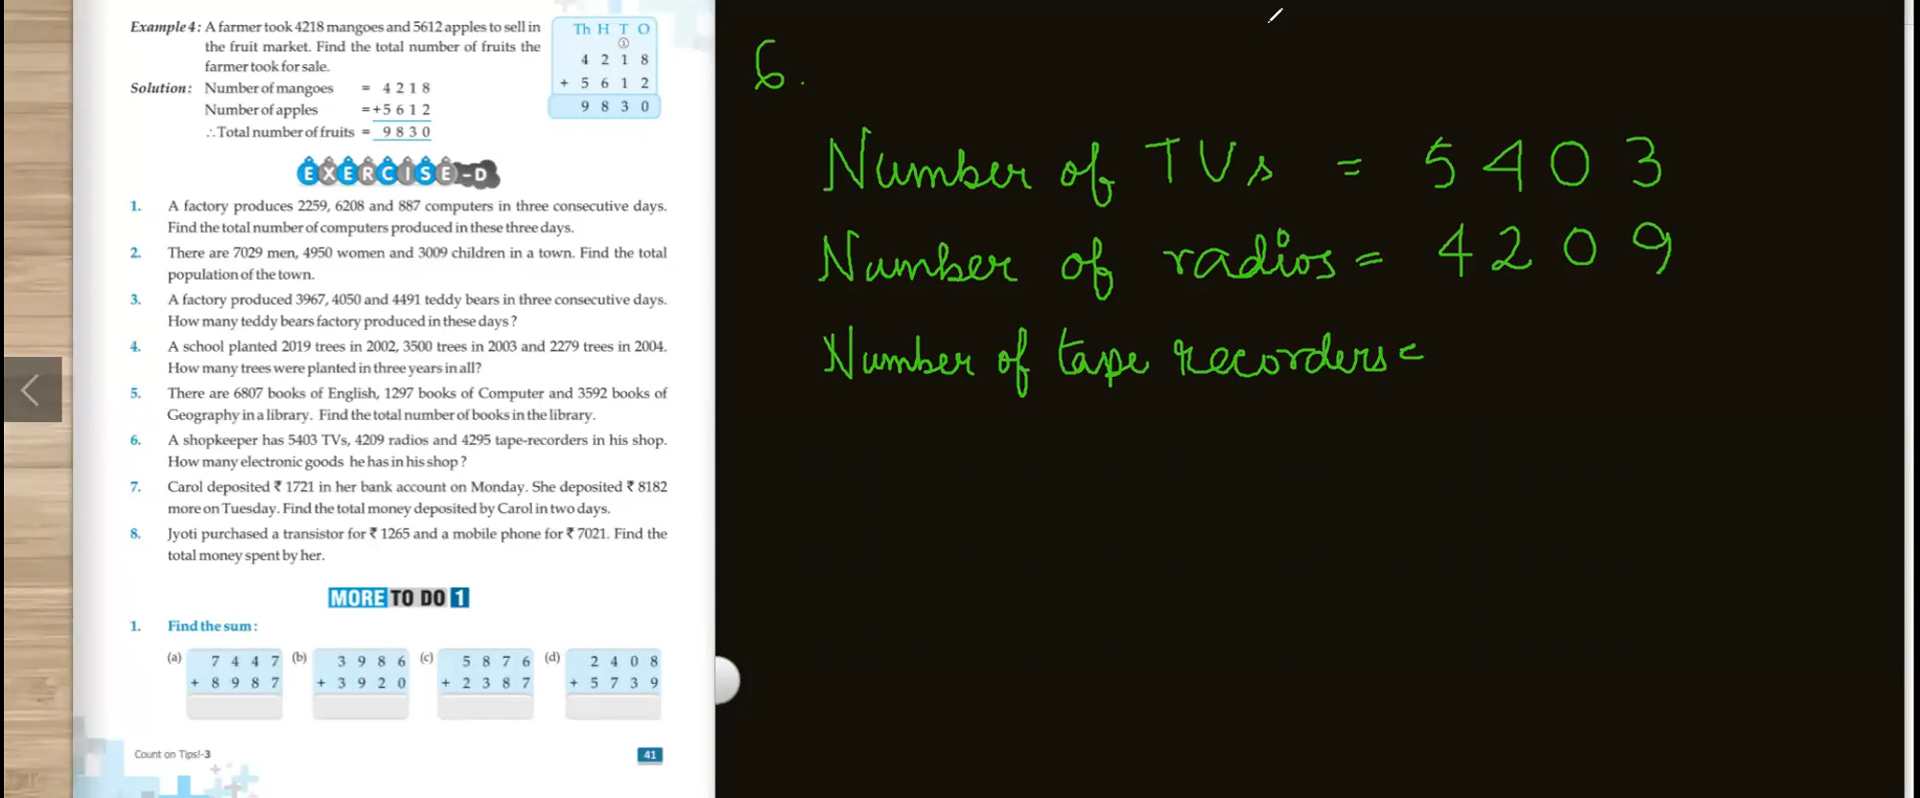 Example 4 : A farmer took 4218 mangoes and 5612 apples to sell in
the fruit market. Find the total number of fruits the
farmer took for sale.
Solution : Number of mangoes = 4 2 1 8
Number of apples = + 5 6 1 2
∴ Total number of fruits = 9 8 3 0
Th H T O
①
4 2 1 8
+ 5 6 1 2
9 8 3 0
EXERCISE-D
1. A factory produces 2259, 6208 and 887 computers in three consecutive days.
Find the total number of computers produced in these three days.
2. There are 7029 men, 4950 women and 3009 children in a town. Find the total
population of the town.
3. A factory produced 3967, 4050 and 4491 teddy bears in three consecutive days.
How many teddy bears factory produced in these days ?
4. A school planted 2019 trees in 2002, 3500 trees in 2003 and 2279 trees in 2004.
How many trees were planted in three years in all?
5. There are 6807 books of English, 1297 books of Computer and 3592 books of
Geography in a library. Find the total number of books in the library.
6. A shopkeeper has 5403 TVs, 4209 radios and 4295 tape-recorders in his shop.
How many electronic goods he has in his shop ?
7. Carol deposited ₹ 1721 in her bank account on Monday. She deposited ₹ 8182
more on Tuesday. Find the total money deposited by Carol in two days.
8. Jyoti purchased a transistor for ₹ 1265 and a mobile phone for ₹ 7021. Find the
total money spent by her.
MORE TO DO 1
1. Find the sum :
(a) 7 4 4 7 (b) 3 9 8 6 (c) 5 8 7 6 (d) 2 4 0 8
+ 8 9 8 7 + 3 9 2 0 + 2 3 8 7 + 5 7 3 9
Count on Tips!-3 41
6.
Number of TVs = 5 4 0 3
Number of radios = 4 2 0 9
Number of tape recorders =